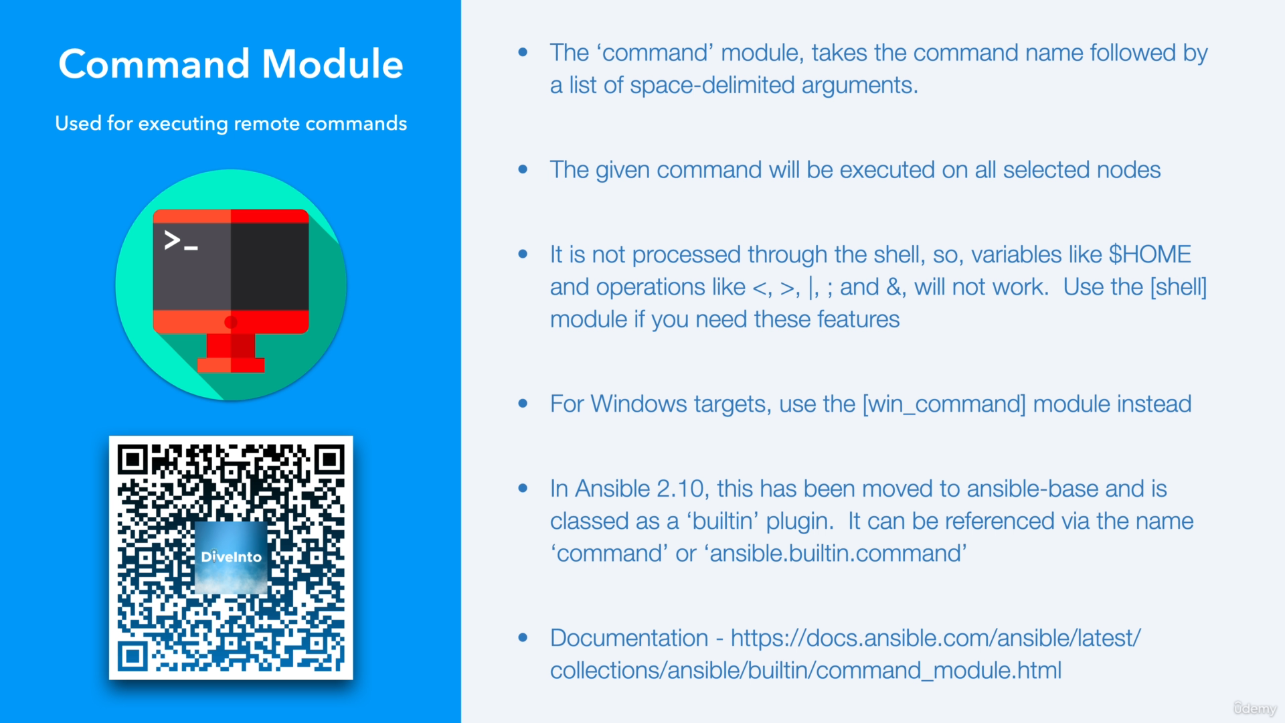 Command Module
Used for executing remote commands
>_
DiveInto
• The ‘command’ module, takes the command name followed by
a list of space-delimited arguments.
• The given command will be executed on all selected nodes
• It is not processed through the shell, so, variables like $HOME
and operations like <, >, |, ; and &, will not work.  Use the [shell]
module if you need these features
• For Windows targets, use the [win_command] module instead
• In Ansible 2.10, this has been moved to ansible-base and is
classed as a ‘builtin’ plugin.  It can be referenced via the name
‘command’ or ‘ansible.builtin.command’
• Documentation - https://docs.ansible.com/ansible/latest/
collections/ansible/builtin/command_module.html
ûdemy